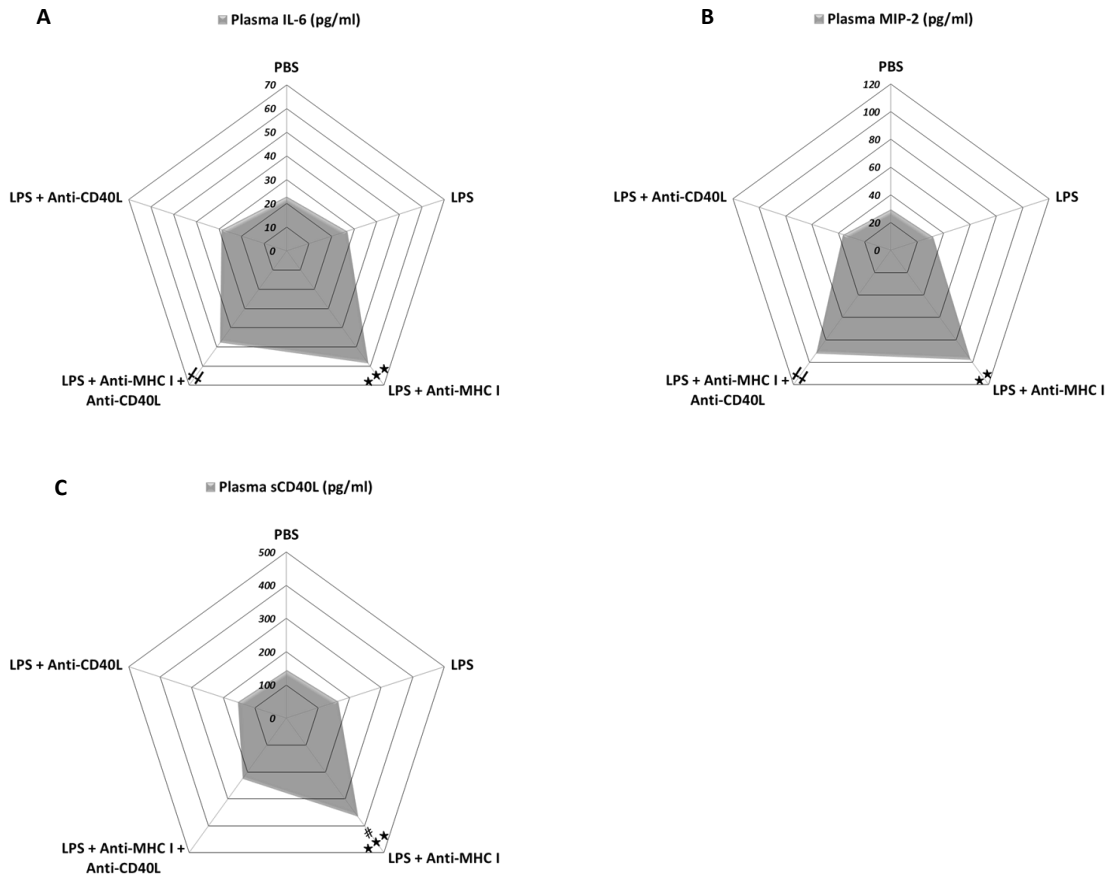 A
Plasma IL-6 (pg/ml)
PBS
70
60
50
40
30
20
10
0
LPS + Anti-CD40L
LPS
LPS + Anti-MHC I +
Anti-CD40L
LPS + Anti-MHC I
B
Plasma MIP-2 (pg/ml)
PBS
120
100
80
60
40
20
0
LPS + Anti-CD40L
LPS
LPS + Anti-MHC I +
Anti-CD40L
LPS + Anti-MHC I
C
Plasma sCD40L (pg/ml)
PBS
500
400
300
200
100
0
LPS + Anti-CD40L
LPS
LPS + Anti-MHC I +
Anti-CD40L
LPS + Anti-MHC I